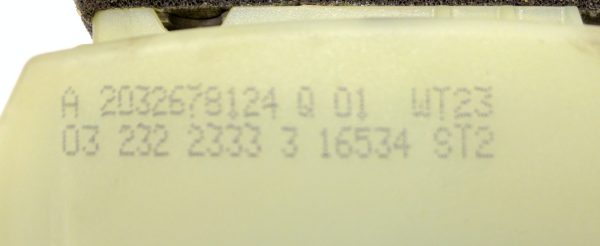 A 2032678124 Q 01 WT23
03 232 2333 3 16534 ST2